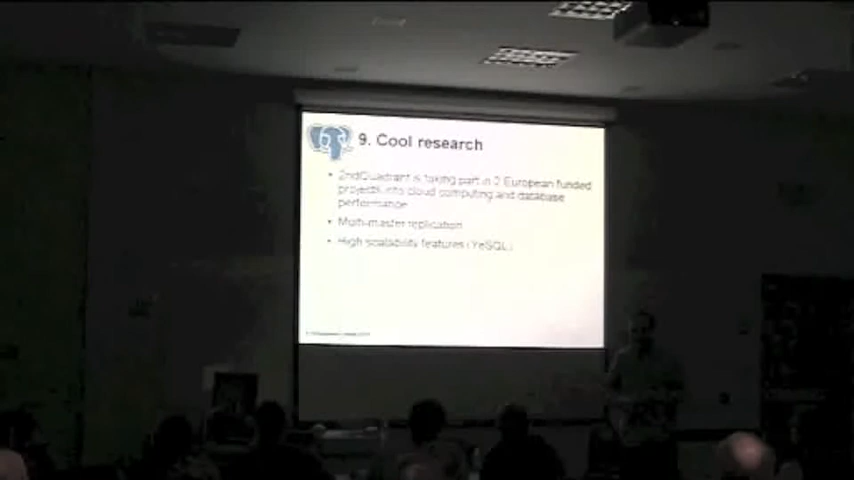 9. Cool research
• 2ndQuadrant is taking part in 2 European funded
projects into cloud computing and database
performance
• Multi-master replication
• High scalability features (YeSQL)